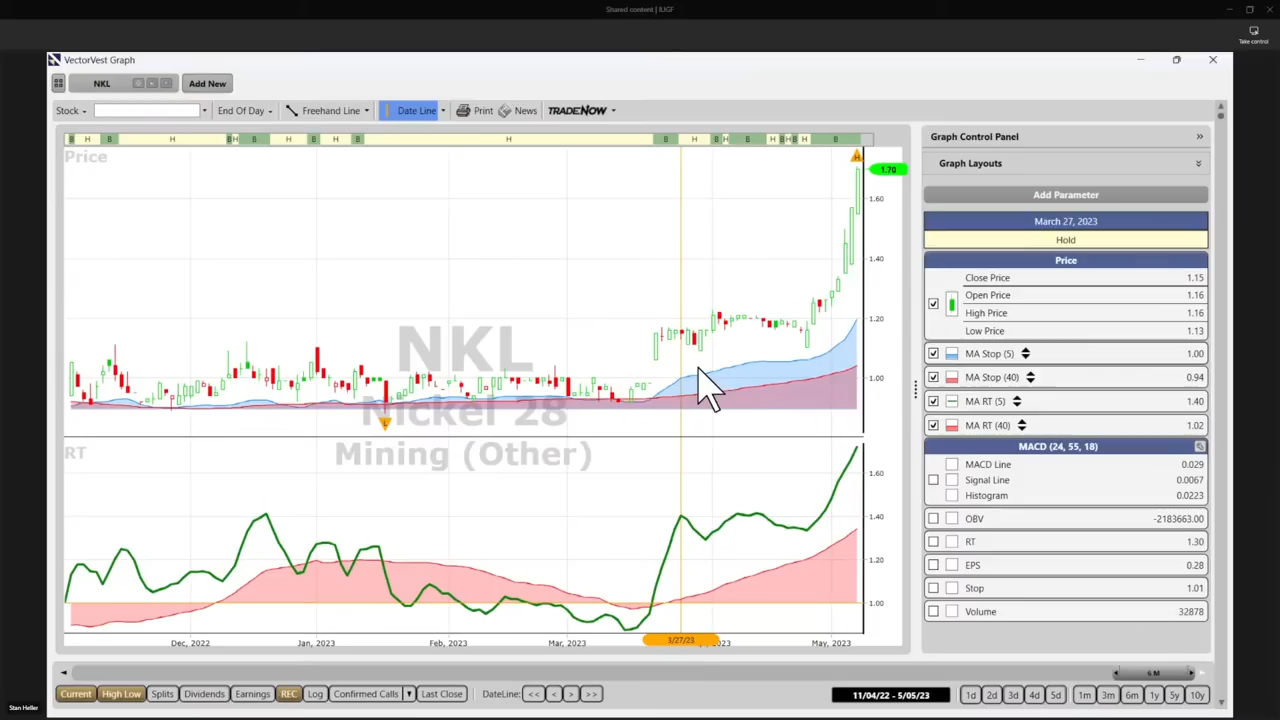 Shared content | IUGF
Take control
VectorVest Graph
NKL Add New
Stock End Of Day Freehand Line Date Line Print News TRADENOW
B H B H B H B H B H B H B H B H B H B H B H B
Price
H
1.70
1.60
1.40
1.20
1.00
NKL
Nickel 28
Mining (Other)
L
RT
1.60
1.40
1.20
1.00
Dec, 2022 Jan, 2023 Feb, 2023 Mar, 2023 3/27/23 May, 2023
Graph Control Panel
Graph Layouts
Add Parameter
March 27, 2023
Hold
Price
Close Price 1.15
Open Price 1.16
High Price 1.16
Low Price 1.13
MA Stop (5) 1.00
MA Stop (40) 0.94
MA RT (5) 1.40
MA RT (40) 1.02
MACD (24, 55, 18)
MACD Line 0.029
Signal Line 0.0067
Histogram 0.0223
OBV -2183663.00
RT 1.30
EPS 0.28
Stop 1.01
Volume 32878
6 M
Current High Low Splits Dividends Earnings REC Log Confirmed Calls Last Close DateLine: << < > >> 11/04/22 - 5/05/23 1d 2d 3d 4d 5d 1m 3m 6m 1y 5y 10y
Stan Heller